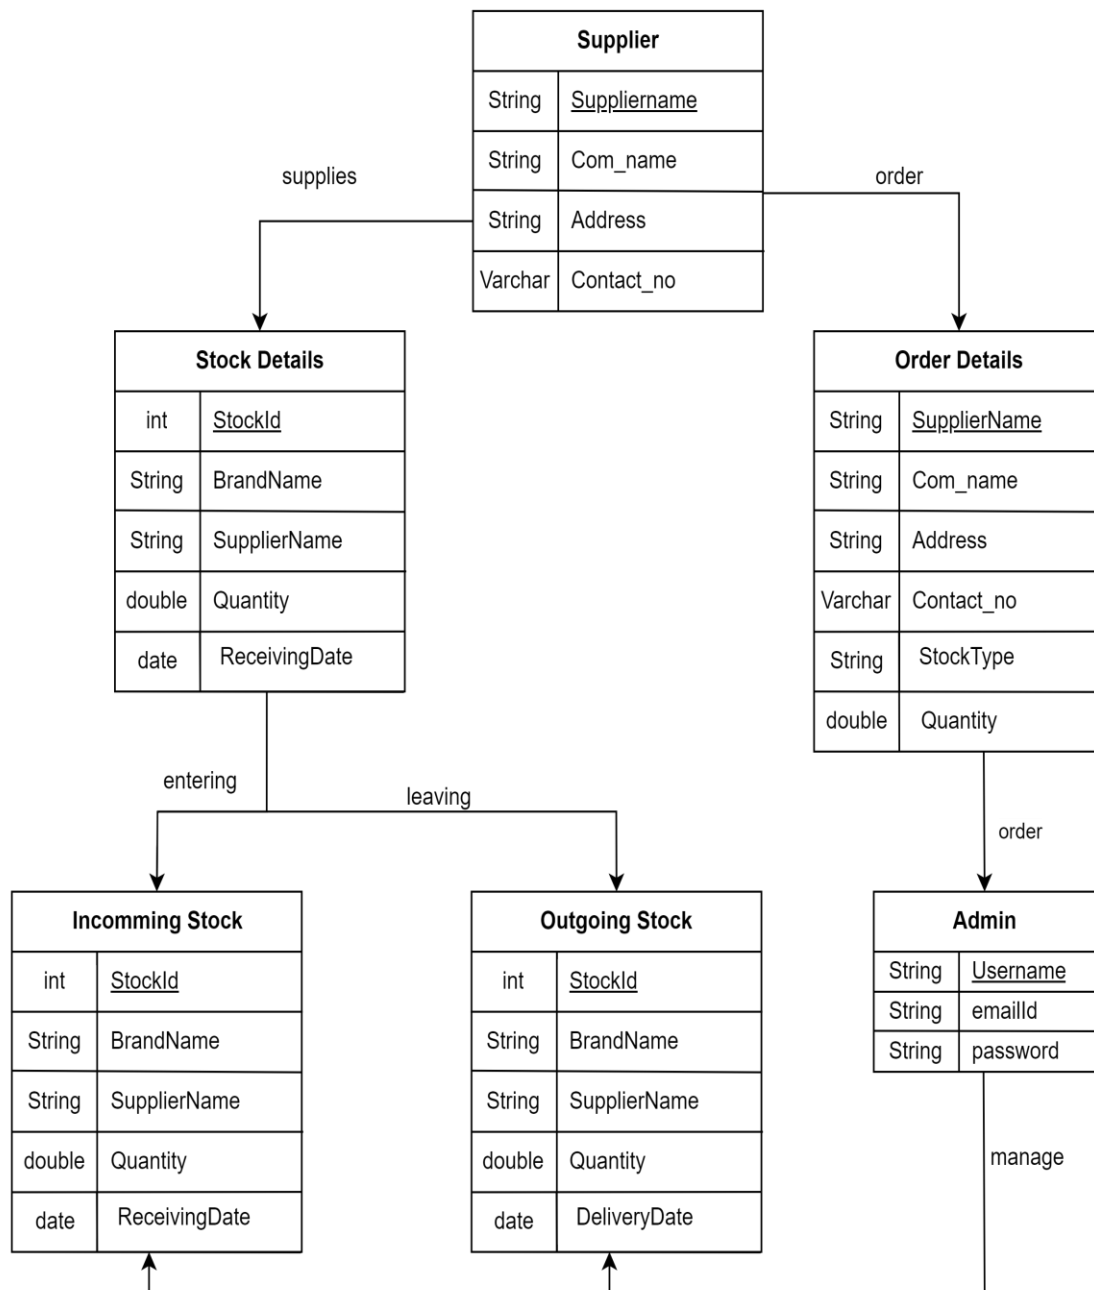 Supplier
String Suppliername
String Com_name
String Address
Varchar Contact_no
supplies
order
Stock Details
int StockId
String BrandName
String SupplierName
double Quantity
date ReceivingDate
Order Details
String SupplierName
String Com_name
String Address
Varchar Contact_no
String StockType
double Quantity
entering
leaving
order
Incomming Stock
int StockId
String BrandName
String SupplierName
double Quantity
date ReceivingDate
Outgoing Stock
int StockId
String BrandName
String SupplierName
double Quantity
date DeliveryDate
Admin
String Username
String emailId
String password
manage